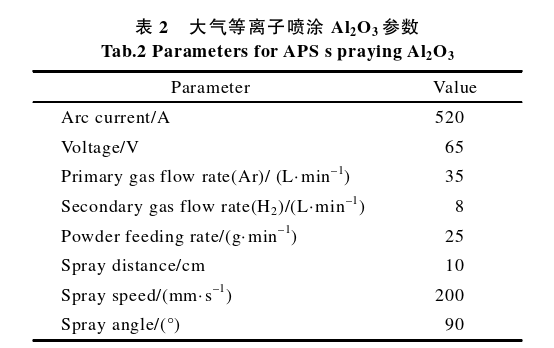 表 2 大气等离子喷涂 Al₂O₃ 参数
Tab.2 Parameters for APS s praying Al₂O₃
Parameter Value
Arc current/A 520
Voltage/V 65
Primary gas flow rate(Ar)/ (L·min⁻¹) 35
Secondary gas flow rate(H₂)/(L·min⁻¹) 8
Powder feeding rate/(g·min⁻¹) 25
Spray distance/cm 10
Spray speed/(mm·s⁻¹) 200
Spray angle/(°) 90